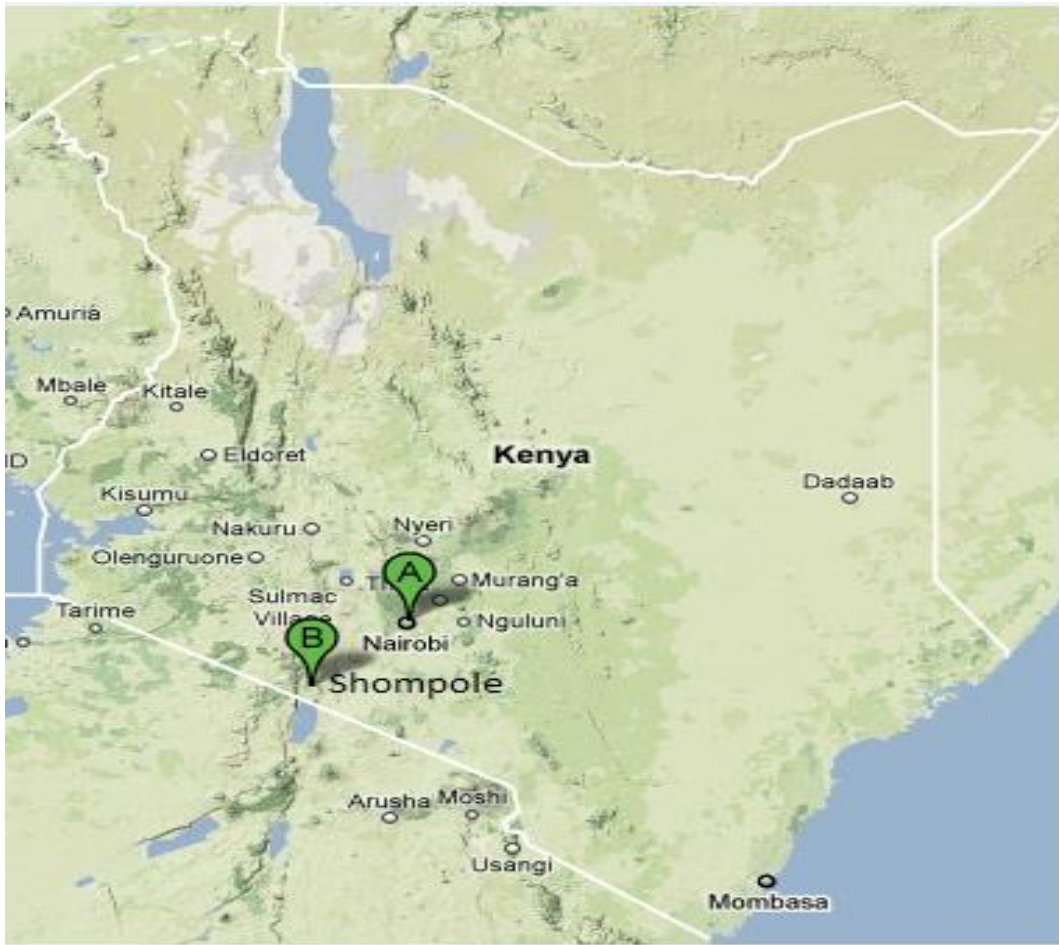 Amuria
Mbale
Kitale
Eldoret
Kenya
Kisumu
Dadaab
Nakuru
Nyeri
Olenguruone
A
Murang'a
Sulmac
Village
Tarime
Nguluni
B
Nairobi
Shompole
Arusha
Moshi
Usangi
Mombasa